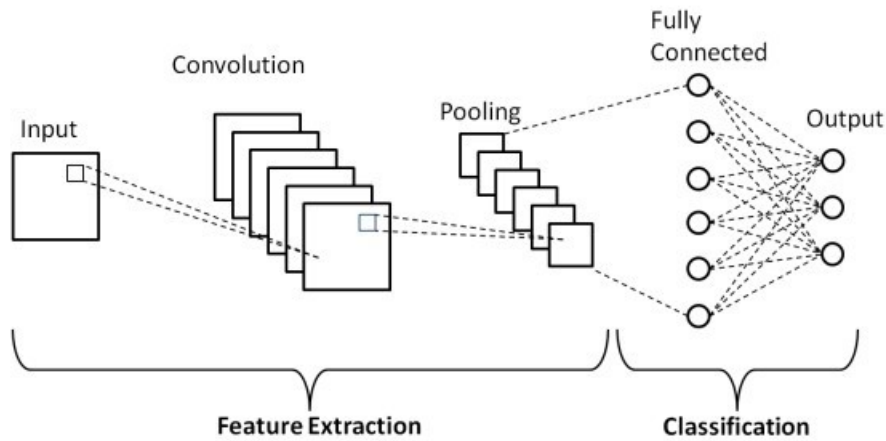 Input
Convolution
Pooling
Fully
Connected
Output
Feature Extraction
Classification